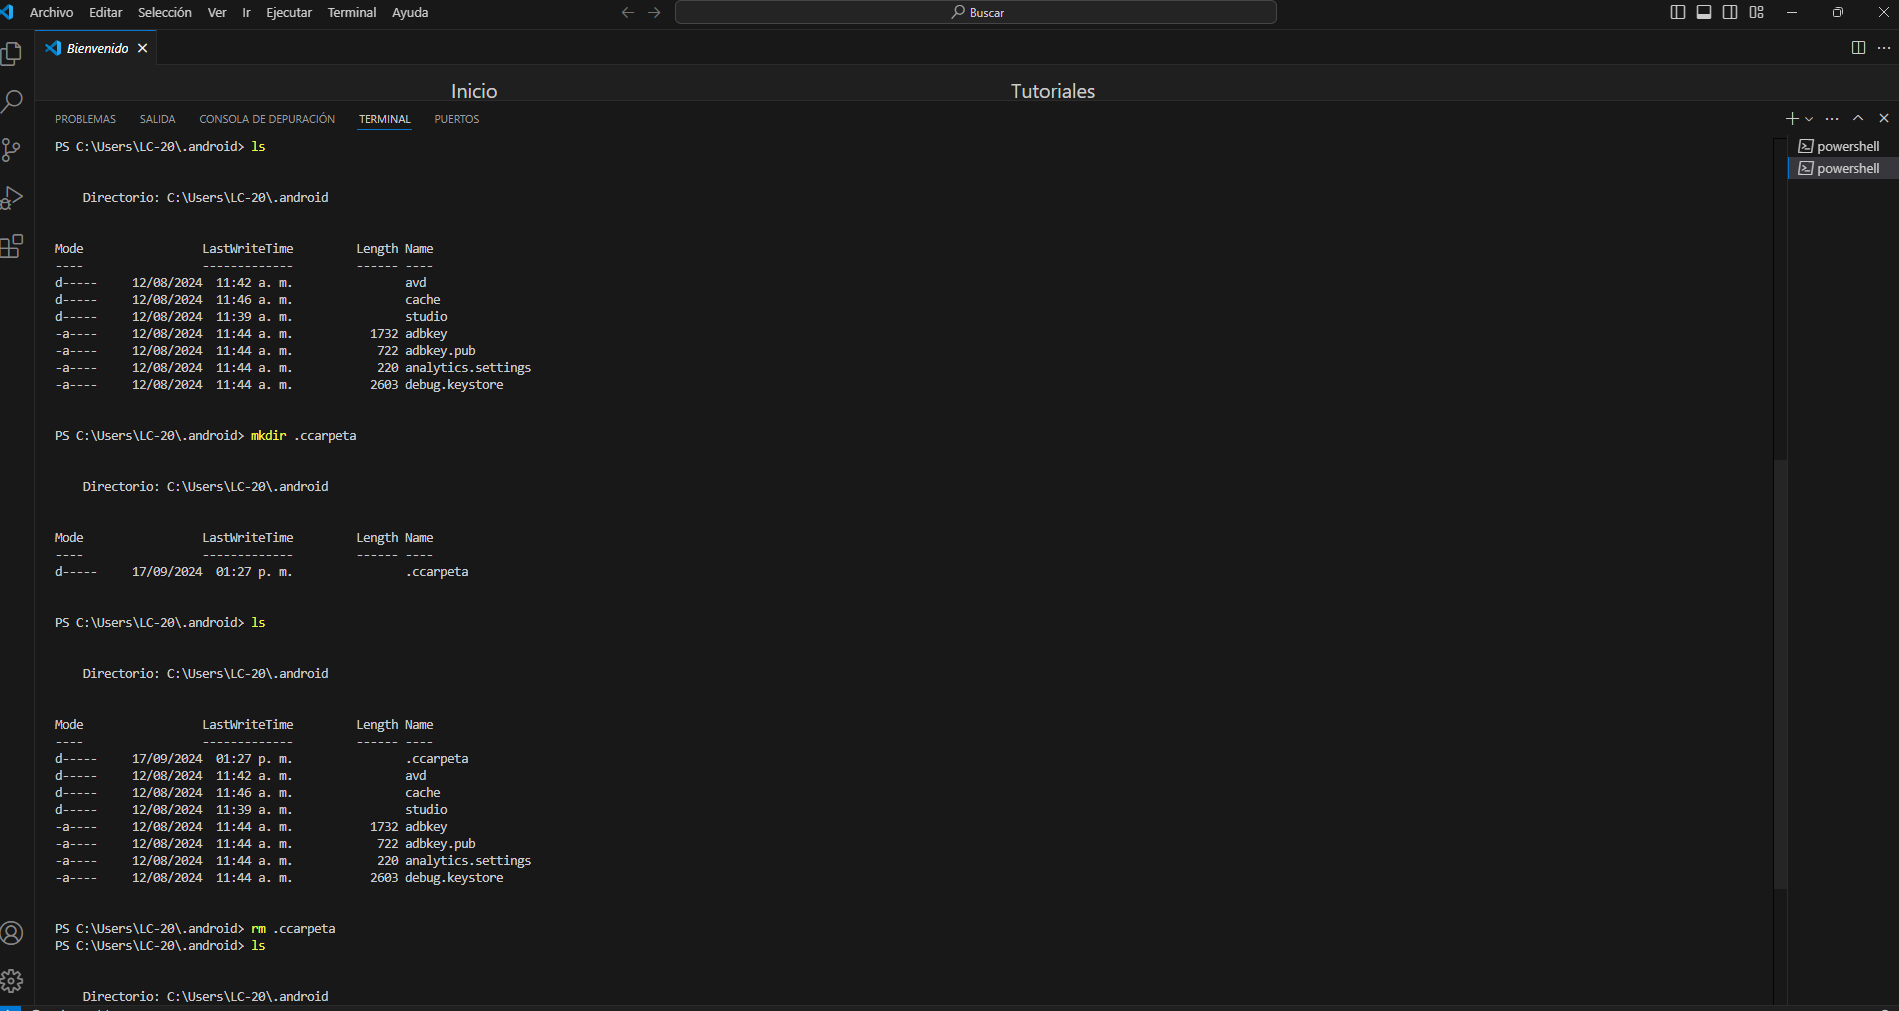 Archivo Editar Selección Ver Ir Ejecutar Terminal Ayuda
Buscar
Bienvenido
Inicio Tutoriales
PROBLEMAS SALIDA CONSOLA DE DEPURACIÓN TERMINAL PUERTOS
powershell
powershell
PS C:\Users\LC-20\.android> ls
Directorio: C:\Users\LC-20\.android
Mode LastWriteTime Length Name
---- ------------- ------ ----
d----- 12/08/2024 11:42 a. m. avd
d----- 12/08/2024 11:46 a. m. cache
d----- 12/08/2024 11:39 a. m. studio
-a---- 12/08/2024 11:44 a. m. 1732 adbkey
-a---- 12/08/2024 11:44 a. m. 722 adbkey.pub
-a---- 12/08/2024 11:44 a. m. 220 analytics.settings
-a---- 12/08/2024 11:44 a. m. 2603 debug.keystore
PS C:\Users\LC-20\.android> mkdir .ccarpeta
Directorio: C:\Users\LC-20\.android
Mode LastWriteTime Length Name
---- ------------- ------ ----
d----- 17/09/2024 01:27 p. m. .ccarpeta
PS C:\Users\LC-20\.android> ls
Directorio: C:\Users\LC-20\.android
Mode LastWriteTime Length Name
---- ------------- ------ ----
d----- 17/09/2024 01:27 p. m. .ccarpeta
d----- 12/08/2024 11:42 a. m. avd
d----- 12/08/2024 11:46 a. m. cache
d----- 12/08/2024 11:39 a. m. studio
-a---- 12/08/2024 11:44 a. m. 1732 adbkey
-a---- 12/08/2024 11:44 a. m. 722 adbkey.pub
-a---- 12/08/2024 11:44 a. m. 220 analytics.settings
-a---- 12/08/2024 11:44 a. m. 2603 debug.keystore
PS C:\Users\LC-20\.android> rm .ccarpeta
PS C:\Users\LC-20\.android> ls
Directorio: C:\Users\LC-20\.android